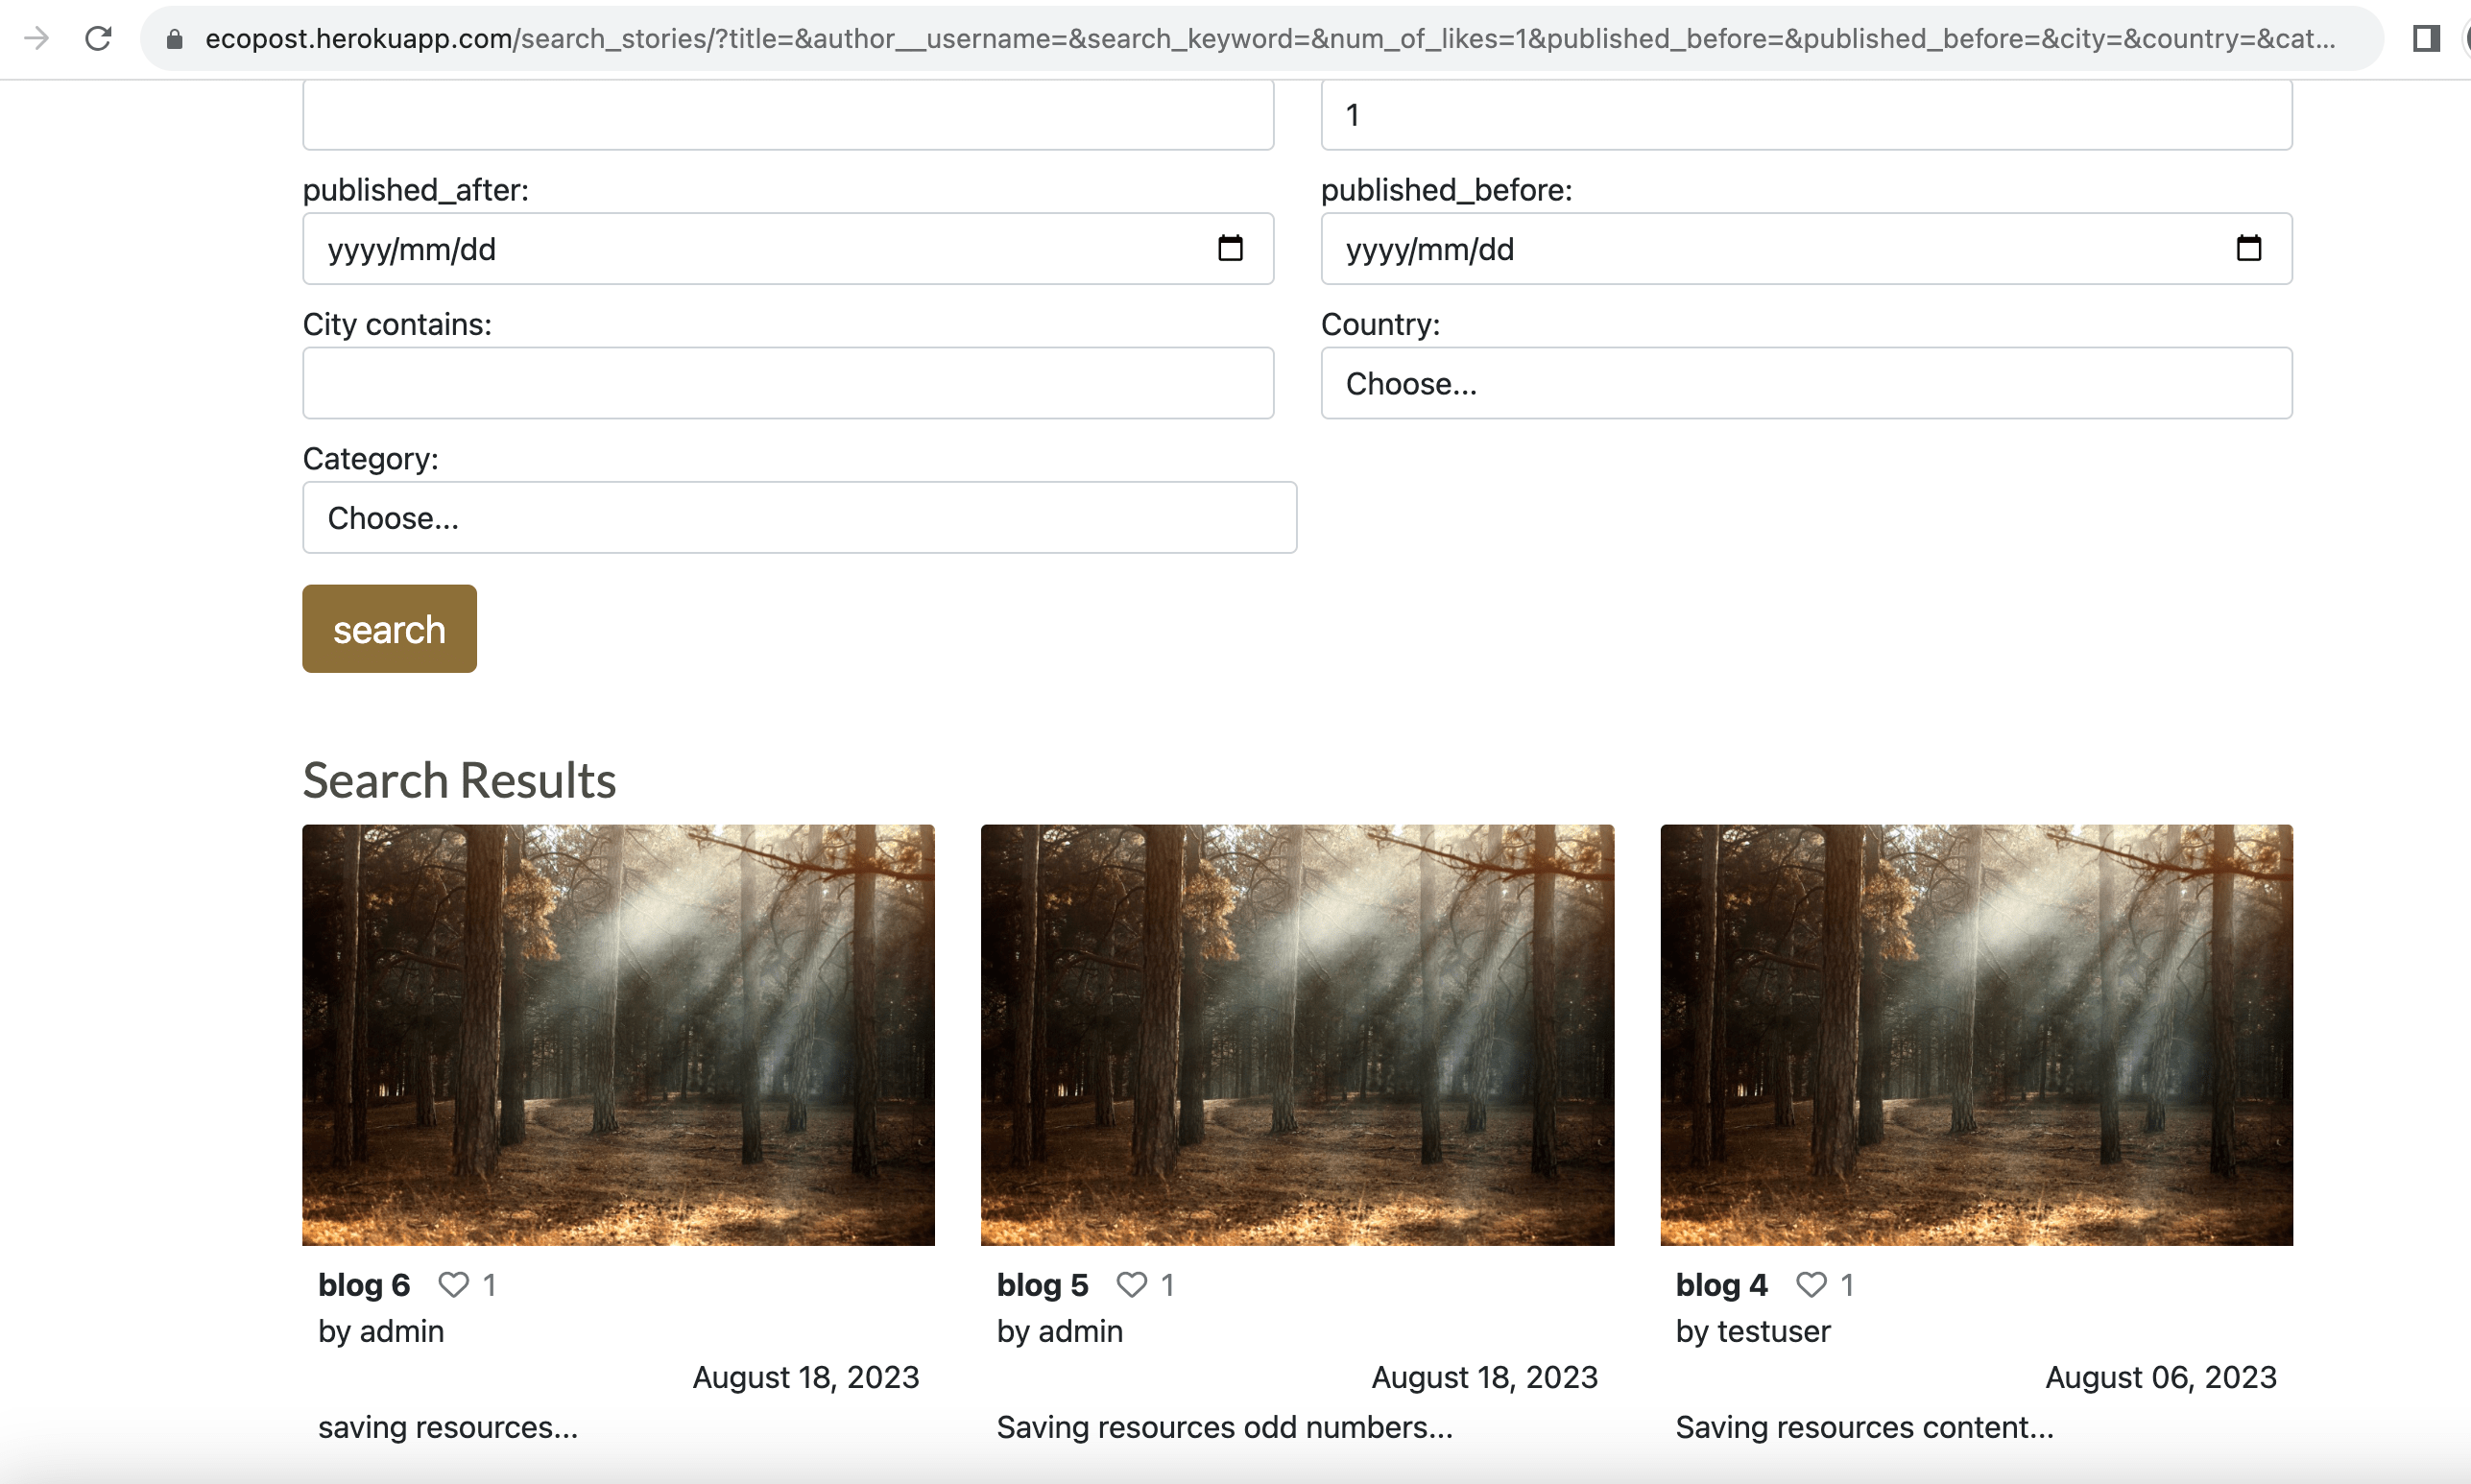 ecopost.herokuapp.com/search_stories/?title=&author__username=&search_keyword=&num_of_likes=1&published_before=&published_before=&city=&country=&cat...
1
published_after:
published_before:
yyyy/mm/dd
yyyy/mm/dd
City contains:
Country:
Choose...
Category:
Choose...
search
Search Results
blog 6 1
by admin
August 18, 2023
saving resources...
blog 5 1
by admin
August 18, 2023
Saving resources odd numbers...
blog 4 1
by testuser
August 06, 2023
Saving resources content...